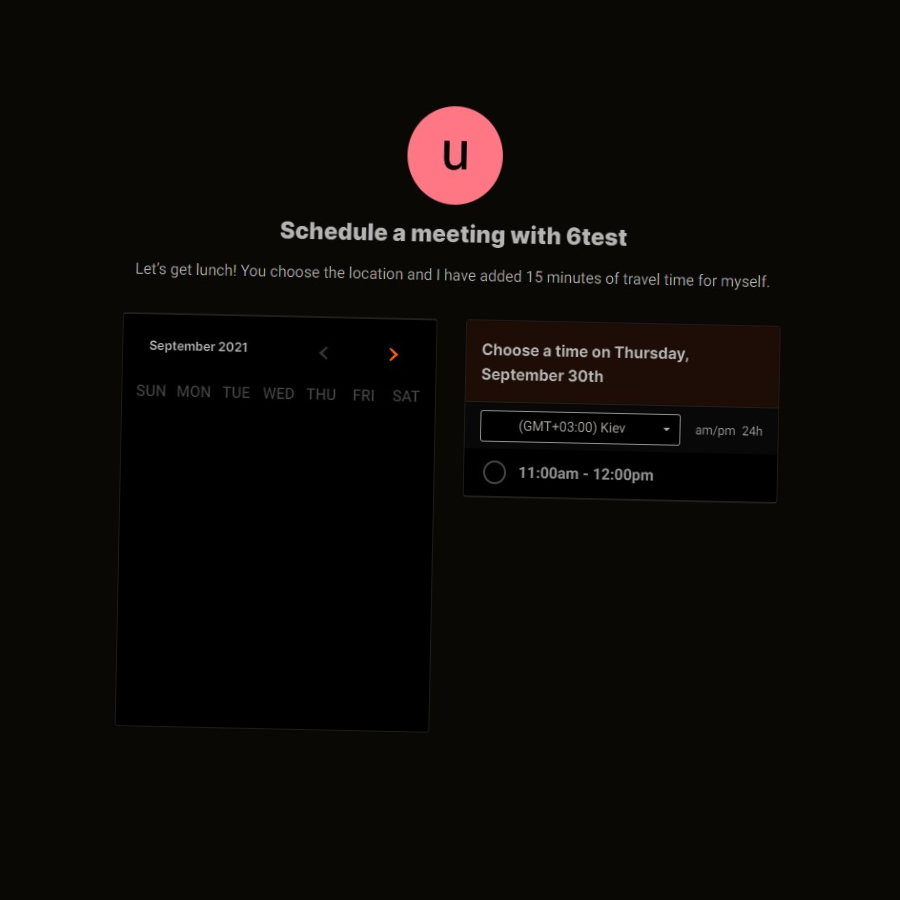 u
Schedule a meeting with 6test
Let's get lunch! You choose the location and I have added 15 minutes of travel time for myself.
September 2021
SUN MON TUE WED THU FRI SAT
Choose a time on Thursday,
September 30th
(GMT+03:00) Kiev
am/pm 24h
11:00am - 12:00pm